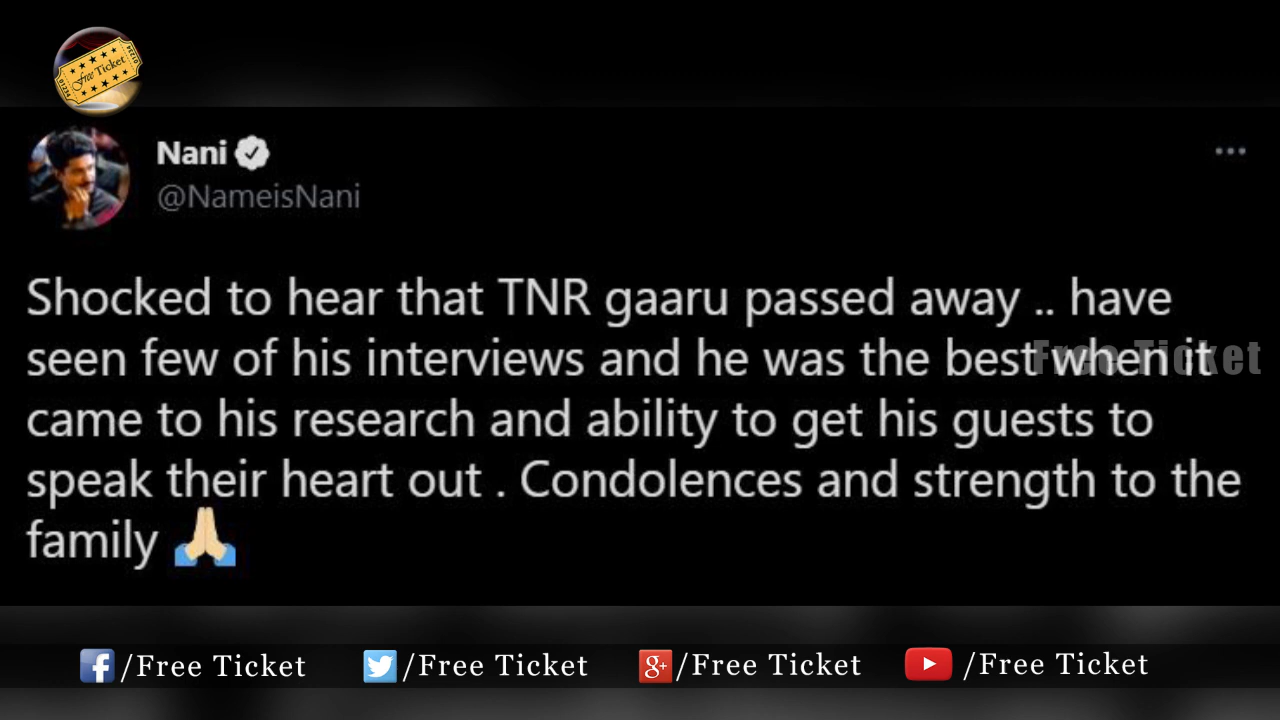 Free Ticket
Nani
@NameisNani
Shocked to hear that TNR gaaru passed away .. have
seen few of his interviews and he was the best when it
came to his research and ability to get his guests to
speak their heart out . Condolences and strength to the
family 🙏🏻
Free Ticket
/Free Ticket /Free Ticket /Free Ticket /Free Ticket